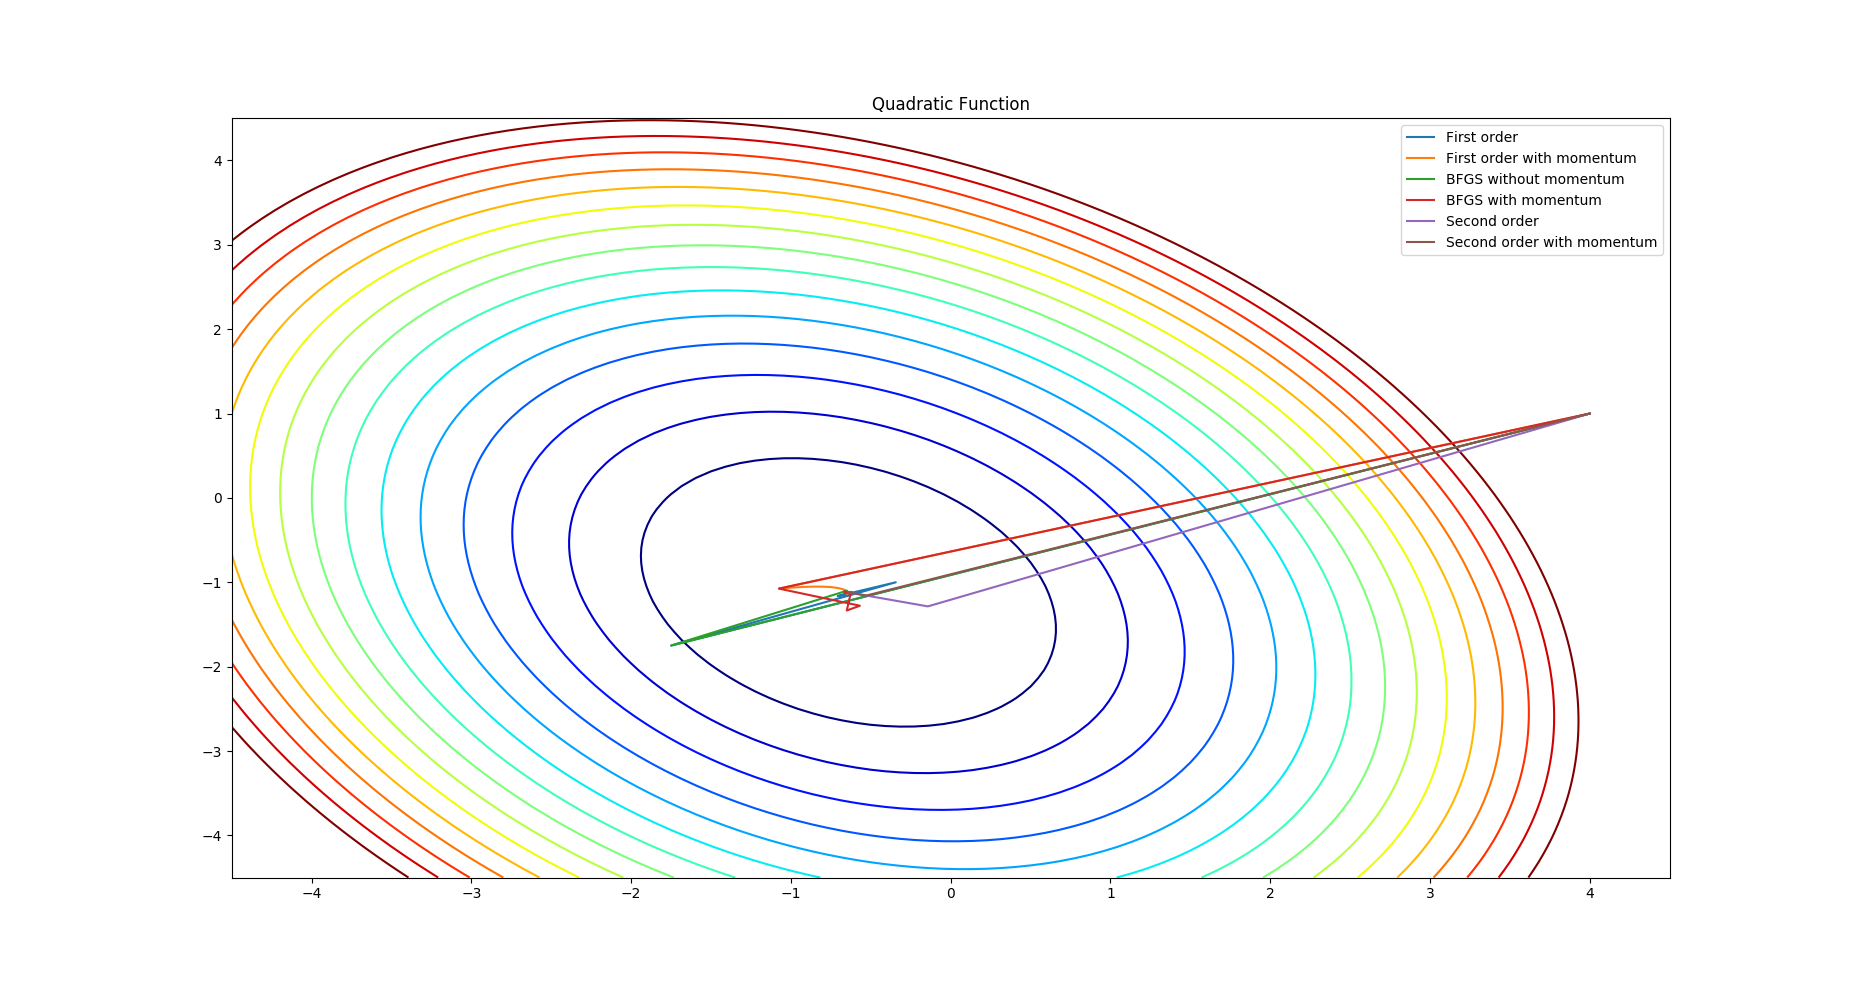 Quadratic Function
First order
First order with momentum
BFGS without momentum
BFGS with momentum
Second order
Second order with momentum
4
3
2
1
0
−1
−2
−3
−4
−4 −3 −2 −1 0 1 2 3 4